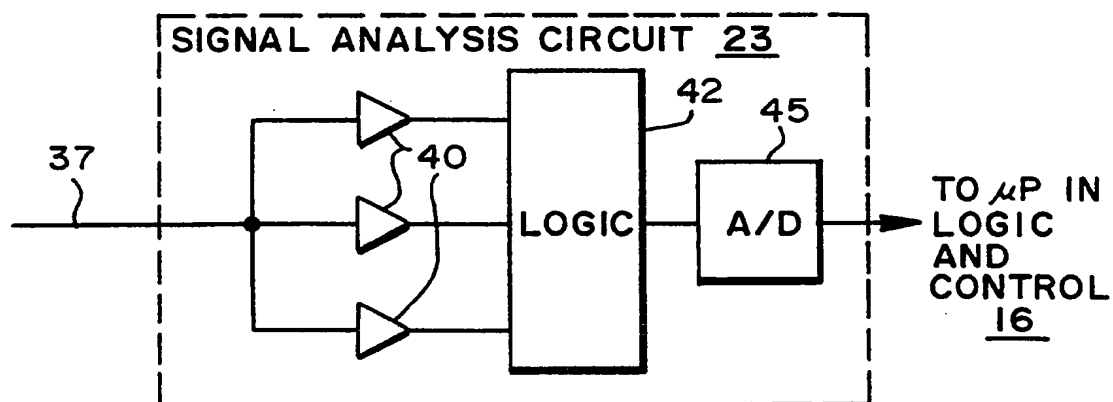 SIGNAL ANALYSIS CIRCUIT 23
42
45
40
37
LOGIC
A/D
TO μP IN
LOGIC
AND
CONTROL
16